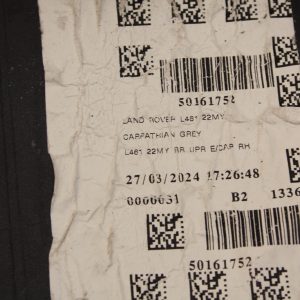 50161752
LAND ROVER L461 22MY
CARPATHIAN GREY
L461 22MY RR UPR E/CAP RH
27/03/2024 17:26:48
0000031 B2 1336
50161752